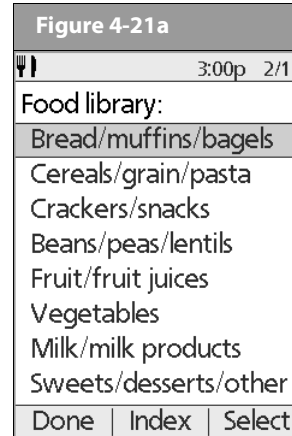 Figure 4-21a
3:00p 2/1
Food library:
Bread/muffins/bagels
Cereals/grain/pasta
Crackers/snacks
Beans/peas/lentils
Fruit/fruit juices
Vegetables
Milk/milk products
Sweets/desserts/other
Done | Index | Select